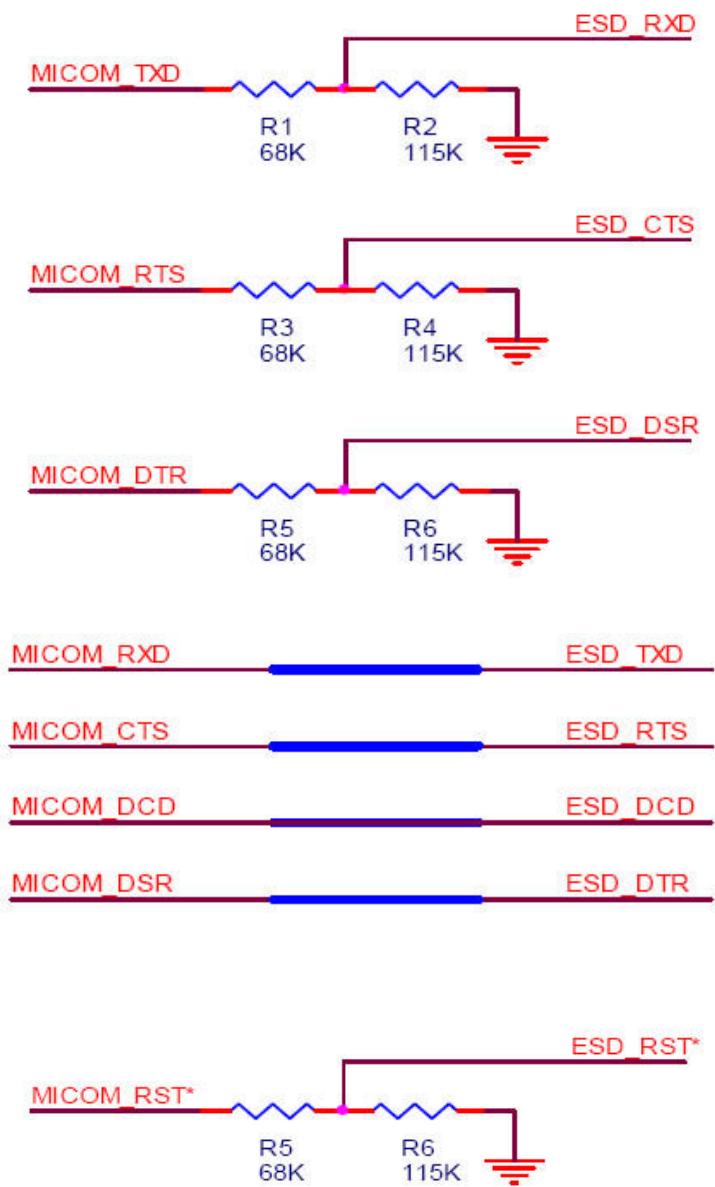 ESD_RXD
MICOM_TXD
R1 R2
68K 115K
ESD_CTS
MICOM_RTS
R3 R4
68K 115K
ESD_DSR
MICOM_DTR
R5 R6
68K 115K
MICOM_RXD ESD_TXD
MICOM_CTS ESD_RTS
MICOM_DCD ESD_DCD
MICOM_DSR ESD_DTR
ESD_RST*
MICOM_RST*
R5 R6
68K 115K